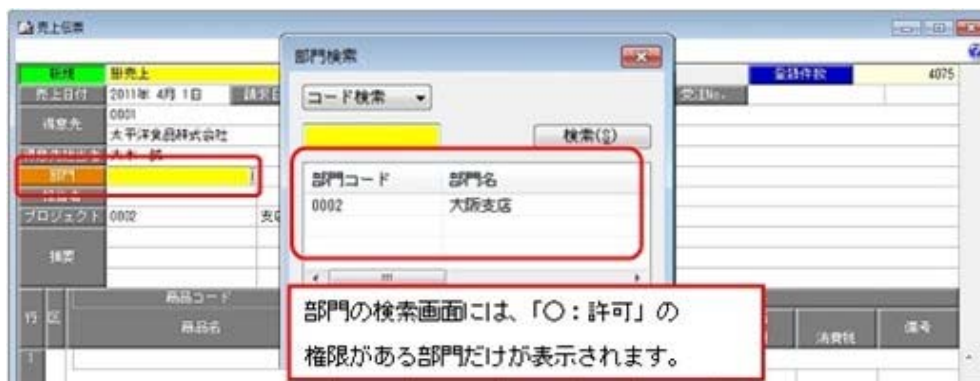 売上伝票
部門検索
新規 掛売上 登録件数 4075
売上日付 2011年 4月 1日 請求日 受注No.
コード検索
得意先 0001
太平洋食品株式会社
検索(S)
部門
部門コード 部門名
0002 大阪支店
プロジェクト 0002
摘要
商品コード
行 区 商品名 消費税 備考
1
部門の検索画面には、「〇：許可」の
権限がある部門だけが表示されます。